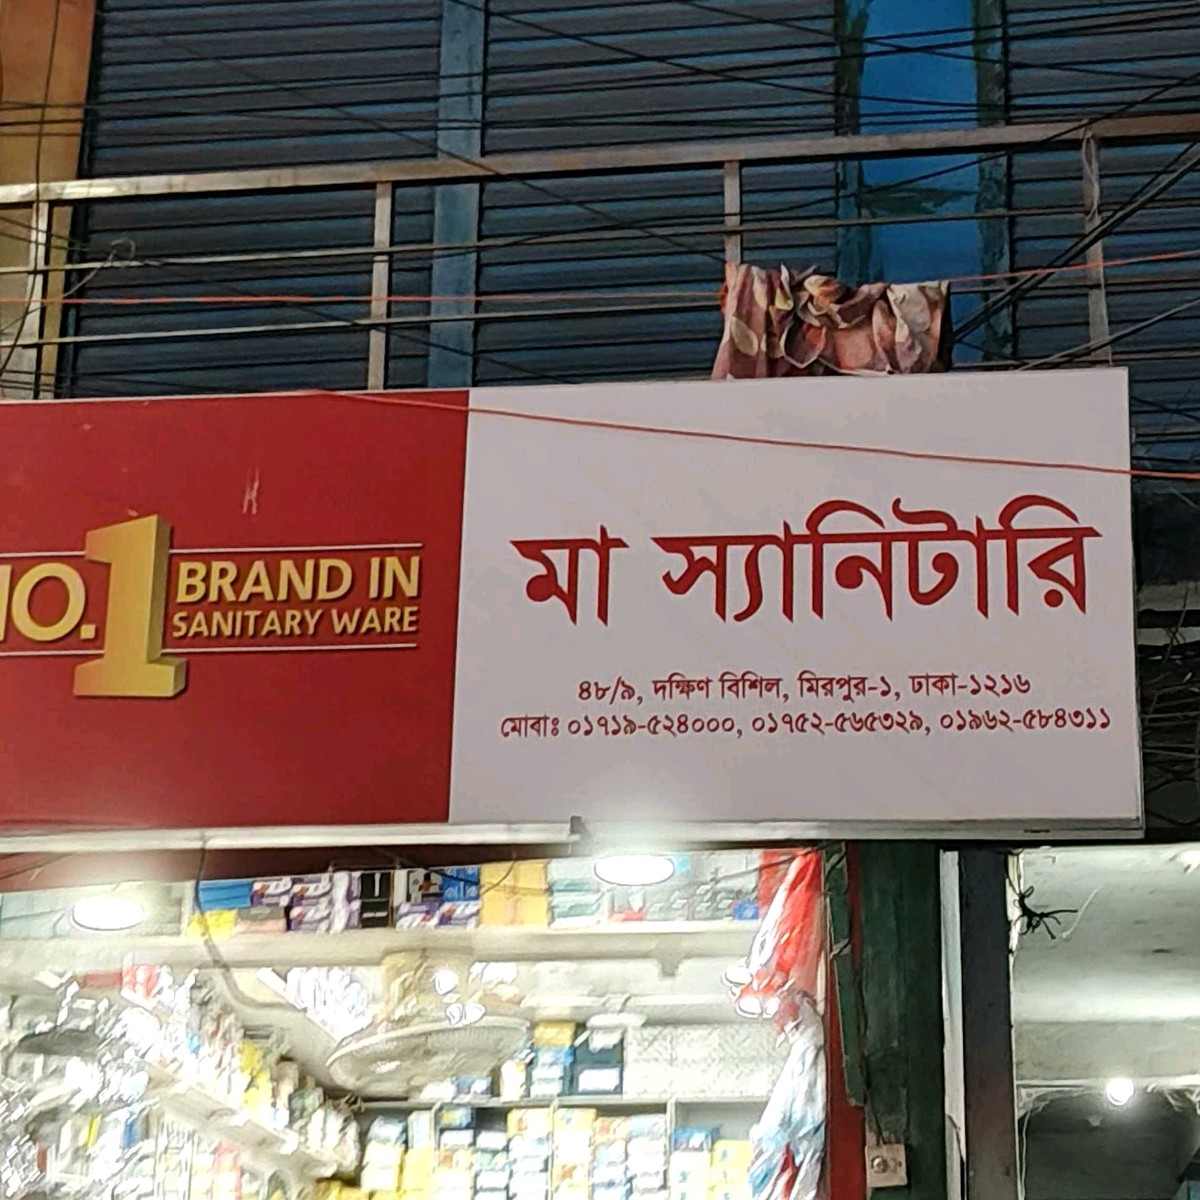 NO.1 BRAND IN
SANITARY WARE
মা স্যানিটারি
৪৮/৯, দক্ষিণ বিশিল, মিরপুর-১, ঢাকা-১২১৬
মোবাঃ ০১৭১৯-৫২৪০০০, ০১৭৫২-৫৬৫৩২৯, ০১৯৬২-৫৮৪৩১১